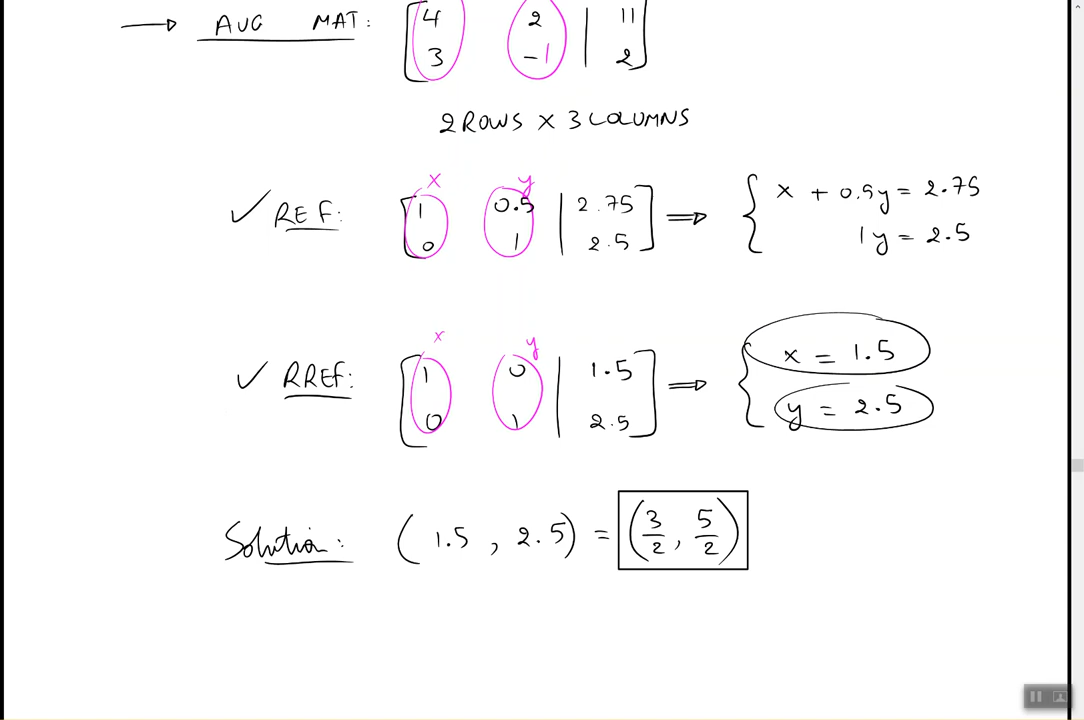 → AUG MAT: [4 2 | 11
3 -1 | 2]
2 ROWS × 3 COLUMNS
x y
✓ REF: [1 0.5 | 2.75 ⇒ { x + 0.5y = 2.75
0 1 | 2.5] 1y = 2.5
x y
✓ RREF: [1 0 | 1.5 ⇒ { x = 1.5
0 1 | 2.5] y = 2.5
Solution: (1.5, 2.5) = (3/2, 5/2)